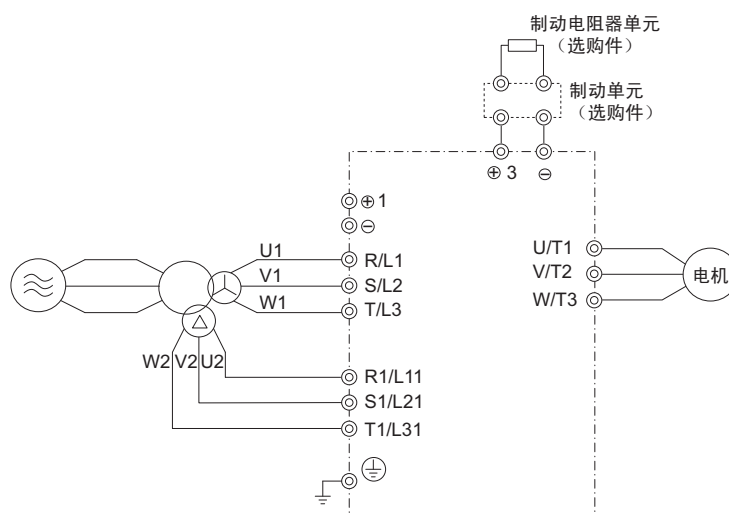 制动电阻器单元
（选购件）
制动单元
（选购件）
⊕ 3 ⊖
⊕ 1
⊖
U1
R/L1
V1
S/L2
W1
T/L3
U/T1
V/T2
W/T3
电机
W2 V2 U2
R1/L11
S1/L21
T1/L31